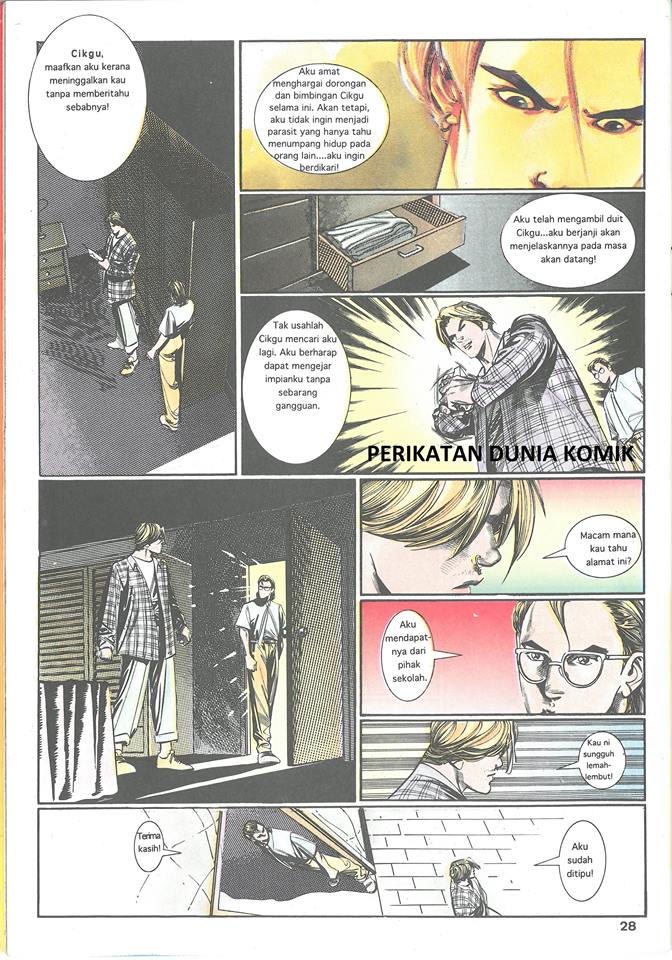 Cikgu,
maafkan aku kerana
meninggalkan kau
tanpa memberitahu
sebabnya!
Aku amat
menghargai dorongan
dan bimbingan Cikgu
selama ini. Akan tetapi,
aku tidak ingin menjadi
parasit yang hanya tahu
menumpang hidup pada
orang lain....aku ingin
berdikari!
Aku telah mengambil duit
Cikgu...aku berjanji akan
menjelaskannya pada masa
akan datang!
Tak usahlah
Cikgu mencari aku
lagi. Aku berharap
dapat mengejar
impianku tanpa
sebarang
gangguan.
PERIKATAN DUNIA KOMIK
Macam mana
kau tahu
alamat ini?
Aku
mendapat-
nya dari
pihak
sekolah.
Kau ni
sungguh
lemah-
lembut!
Terima
kasih!
Aku
sudah
ditipu!
28